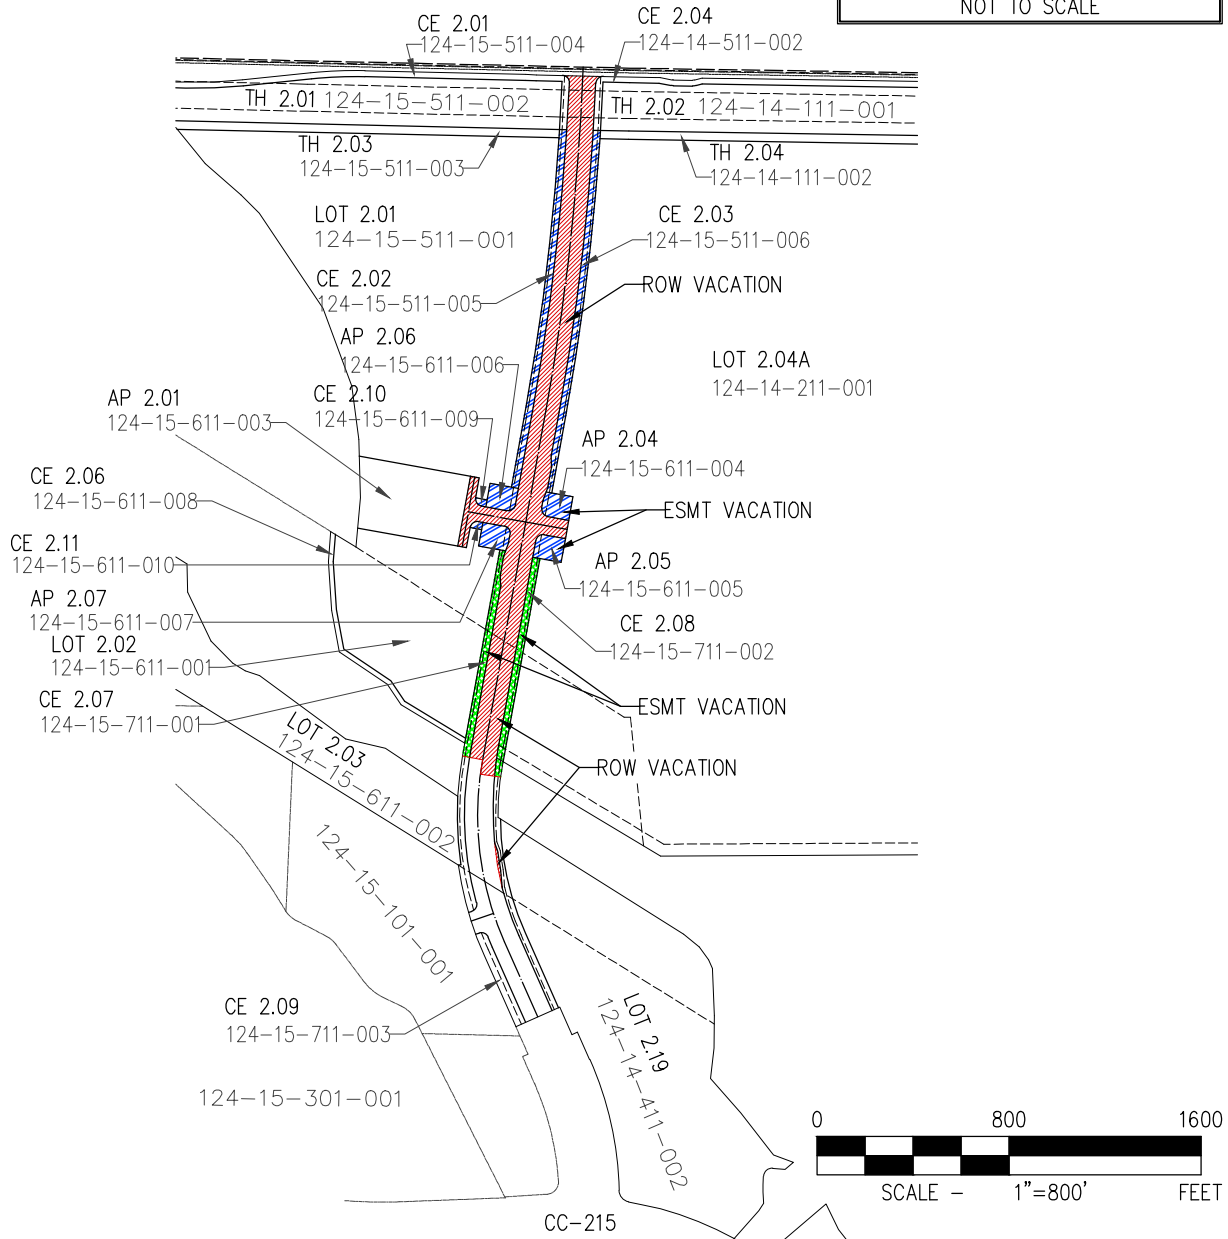 NOT TO SCALE
CE 2.01
124-15-511-004
CE 2.04
124-14-511-002
TH 2.01 124-15-511-002
TH 2.02 124-14-111-001
TH 2.03
124-15-511-003
TH 2.04
124-14-111-002
LOT 2.01
124-15-511-001
CE 2.03
124-15-511-006
CE 2.02
124-15-511-005
ROW VACATION
AP 2.06
124-15-611-006
LOT 2.04A
124-14-211-001
CE 2.10
124-15-611-009
AP 2.01
124-15-611-003
AP 2.04
124-15-611-004
CE 2.06
124-15-611-008
ESMT VACATION
CE 2.11
124-15-611-010
AP 2.05
124-15-611-005
AP 2.07
124-15-611-007
CE 2.08
124-15-711-002
LOT 2.02
124-15-611-001
CE 2.07
124-15-711-001
ESMT VACATION
LOT 2.03
124-15-611-002
ROW VACATION
124-15-101-001
CE 2.09
124-15-711-003
LOT 2.19
124-14-411-002
124-15-301-001
0 800 1600
SCALE - 1"=800' FEET
CC-215